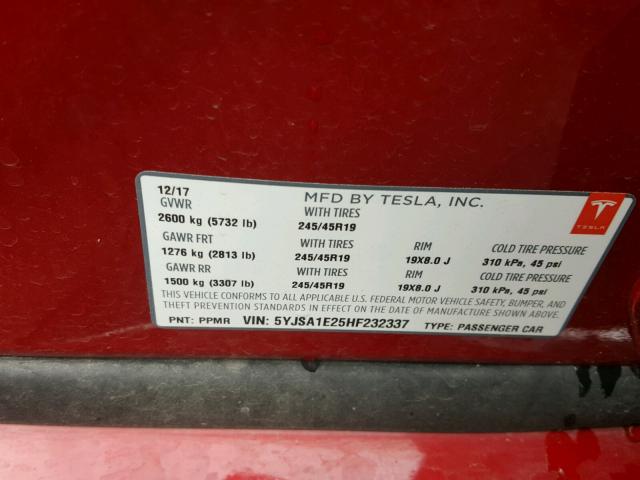 12/17
MFD BY TESLA, INC.
GVWR
WITH TIRES
2600 kg (5732 lb)
245/45R19
TESLA
GAWR FRT
WITH TIRES
RIM
COLD TIRE PRESSURE
1276 kg (2813 lb)
245/45R19
19X8.0 J
310 kPa, 45 psi
GAWR RR
WITH TIRES
RIM
COLD TIRE PRESSURE
1500 kg (3307 lb)
245/45R19
19X8.0 J
310 kPa, 45 psi
THIS VEHICLE CONFORMS TO ALL APPLICABLE U.S. FEDERAL MOTOR VEHICLE SAFETY, BUMPER, AND
THEFT PREVENTION STANDARDS IN EFFECT ON THE DATE OF MANUFACTURE SHOWN ABOVE.
PNT: PPMR VIN: 5YJSA1E25HF232337 TYPE: PASSENGER CAR